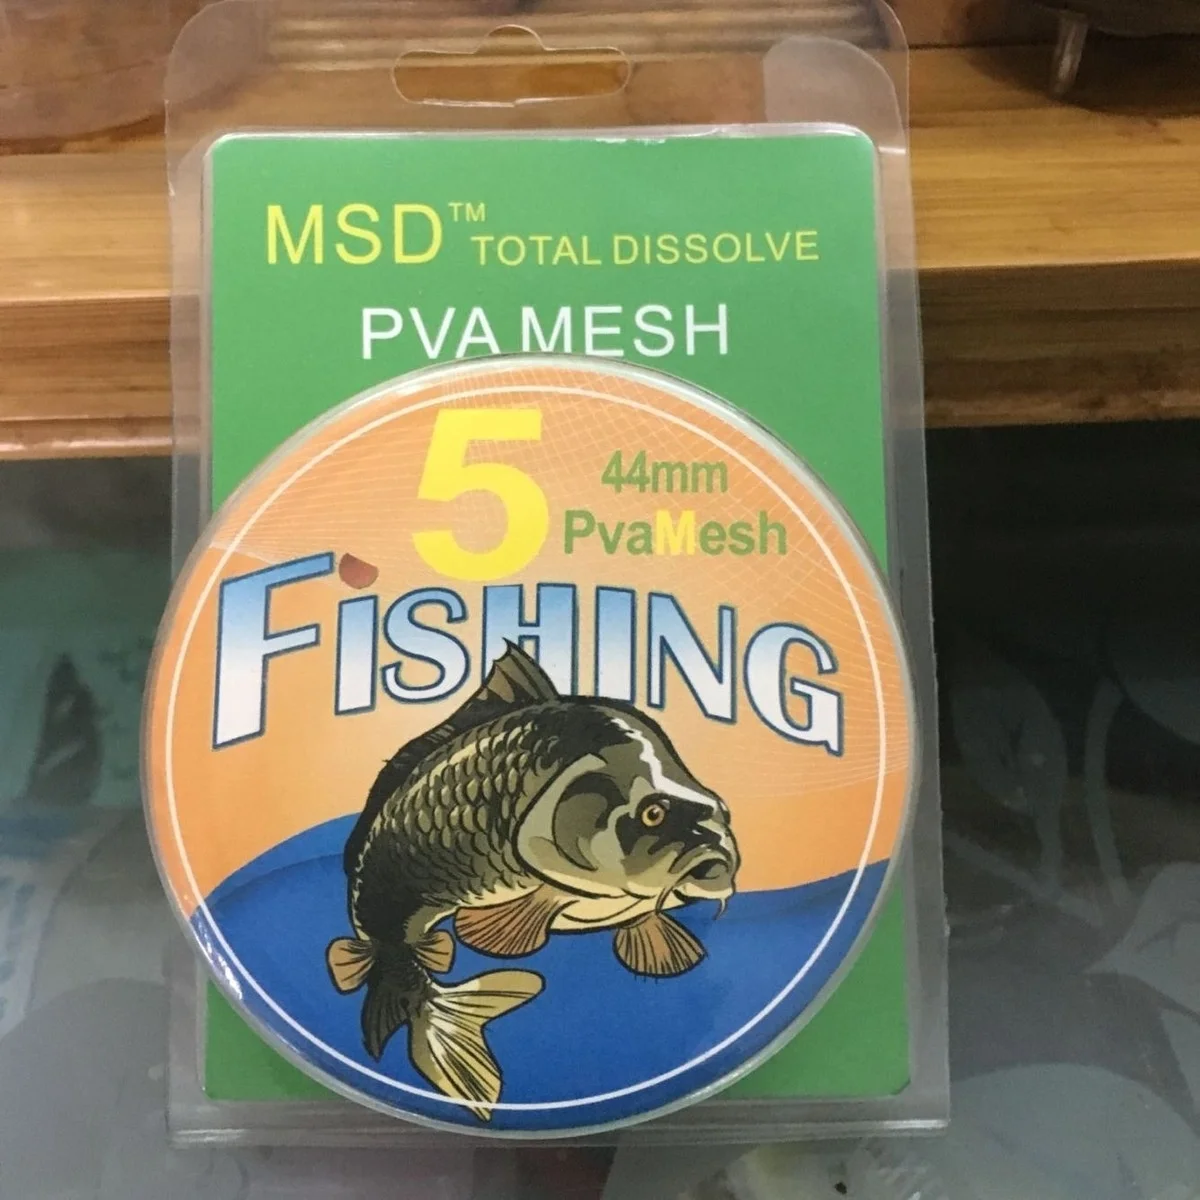 MSD™ TOTAL DISSOLVE
PVA MESH
5
44mm
PvaMesh
FiSHING